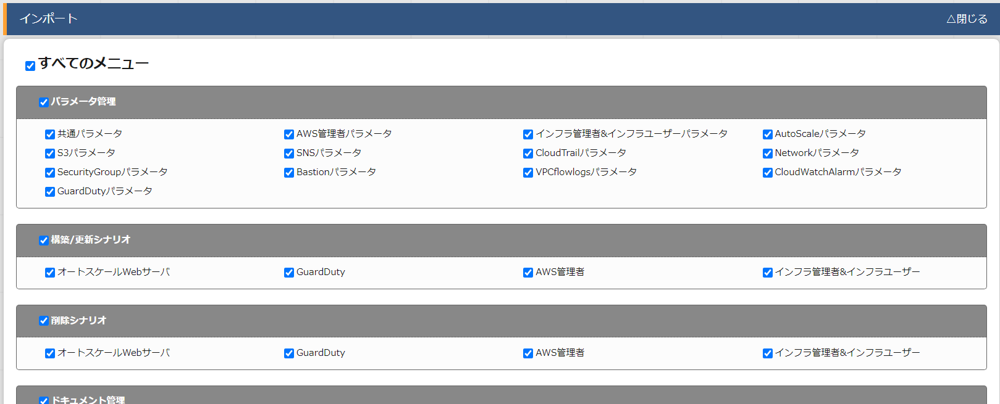 インポート △閉じる
すべてのメニュー
パラメータ管理
共通パラメータ AWS管理者パラメータ インフラ管理者&インフラユーザーパラメータ AutoScaleパラメータ
S3パラメータ SNSパラメータ CloudTrailパラメータ Networkパラメータ
SecurityGroupパラメータ Bastionパラメータ VPCflowlogsパラメータ CloudWatchAlarmパラメータ
GuardDutyパラメータ
構築/更新シナリオ
オートスケールWebサーバ GuardDuty AWS管理者 インフラ管理者&インフラユーザー
削除シナリオ
オートスケールWebサーバ GuardDuty AWS管理者 インフラ管理者&インフラユーザー
ドキュメント管理